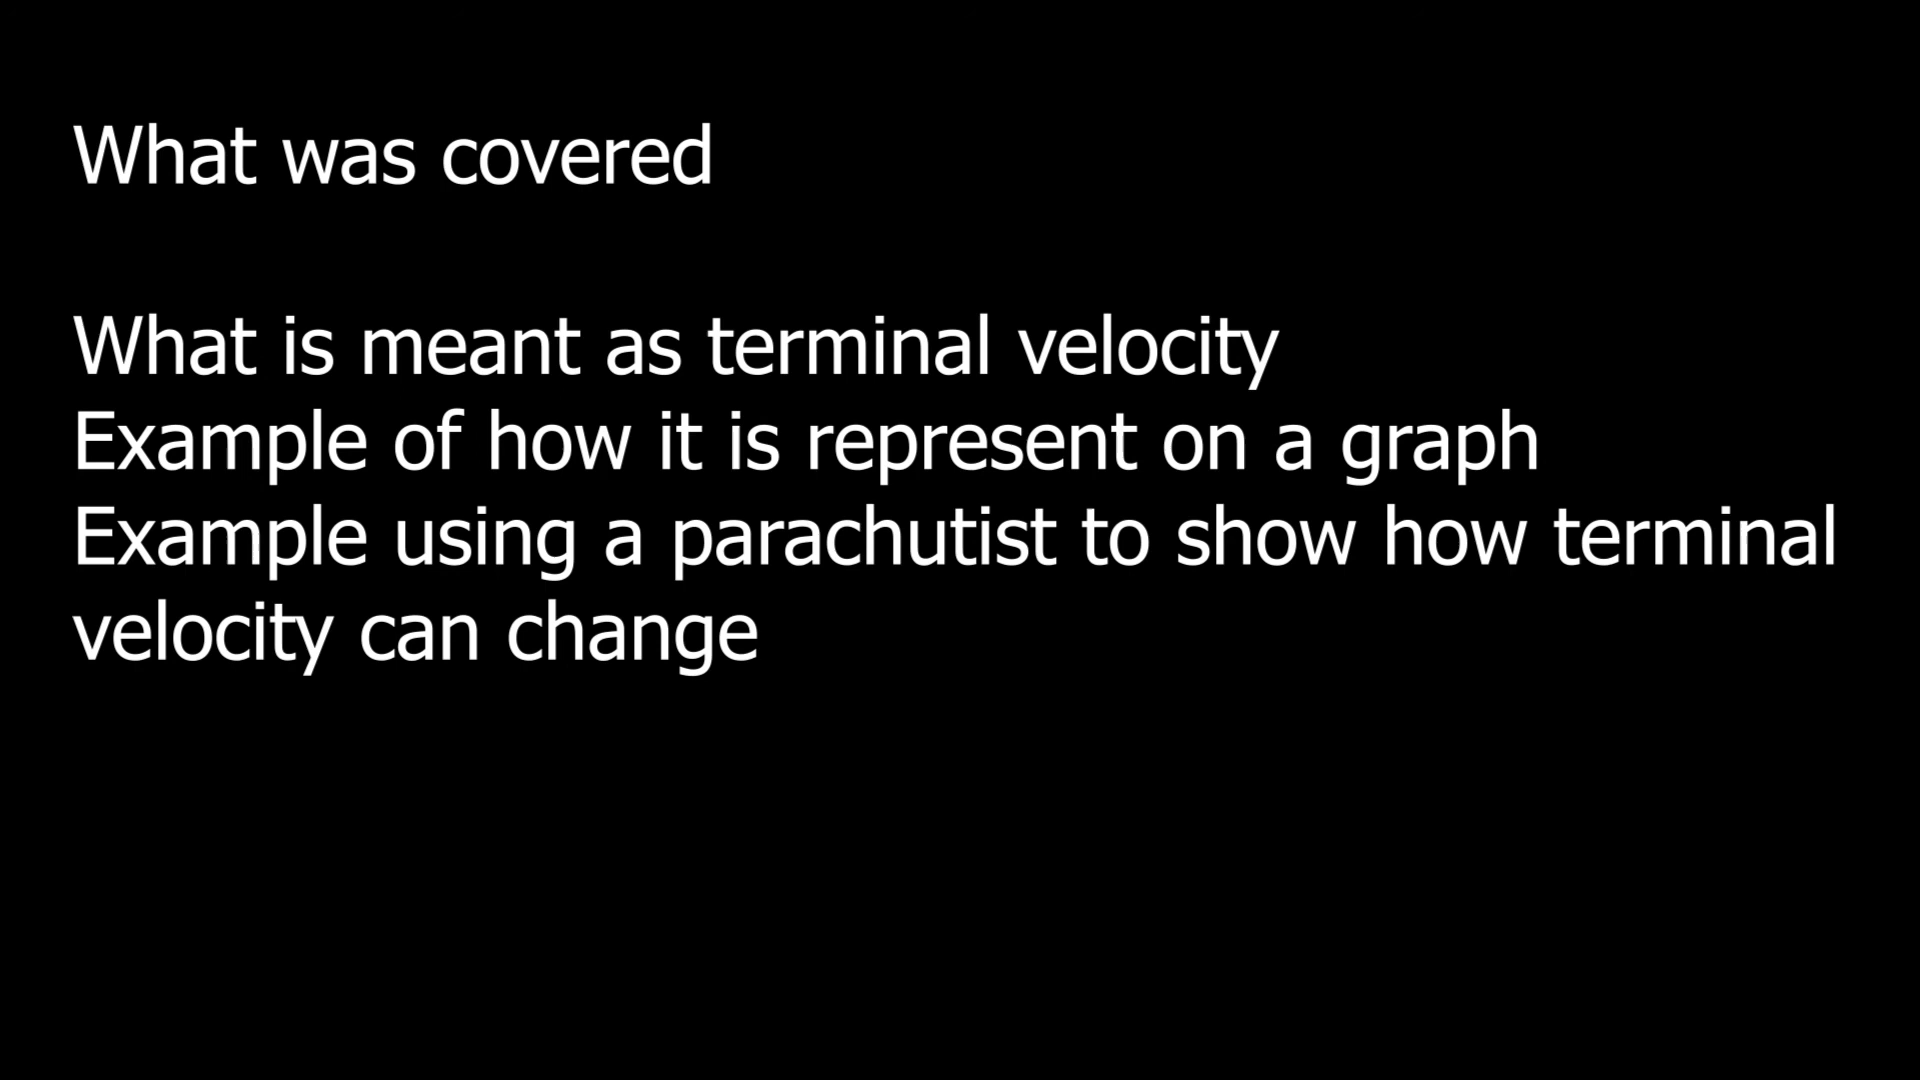 What was covered
What is meant as terminal velocity
Example of how it is represent on a graph
Example using a parachutist to show how terminal
velocity can change